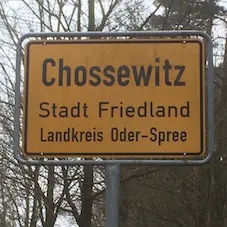 Chossewitz
Stadt Friedland
Landkreis Oder-Spree